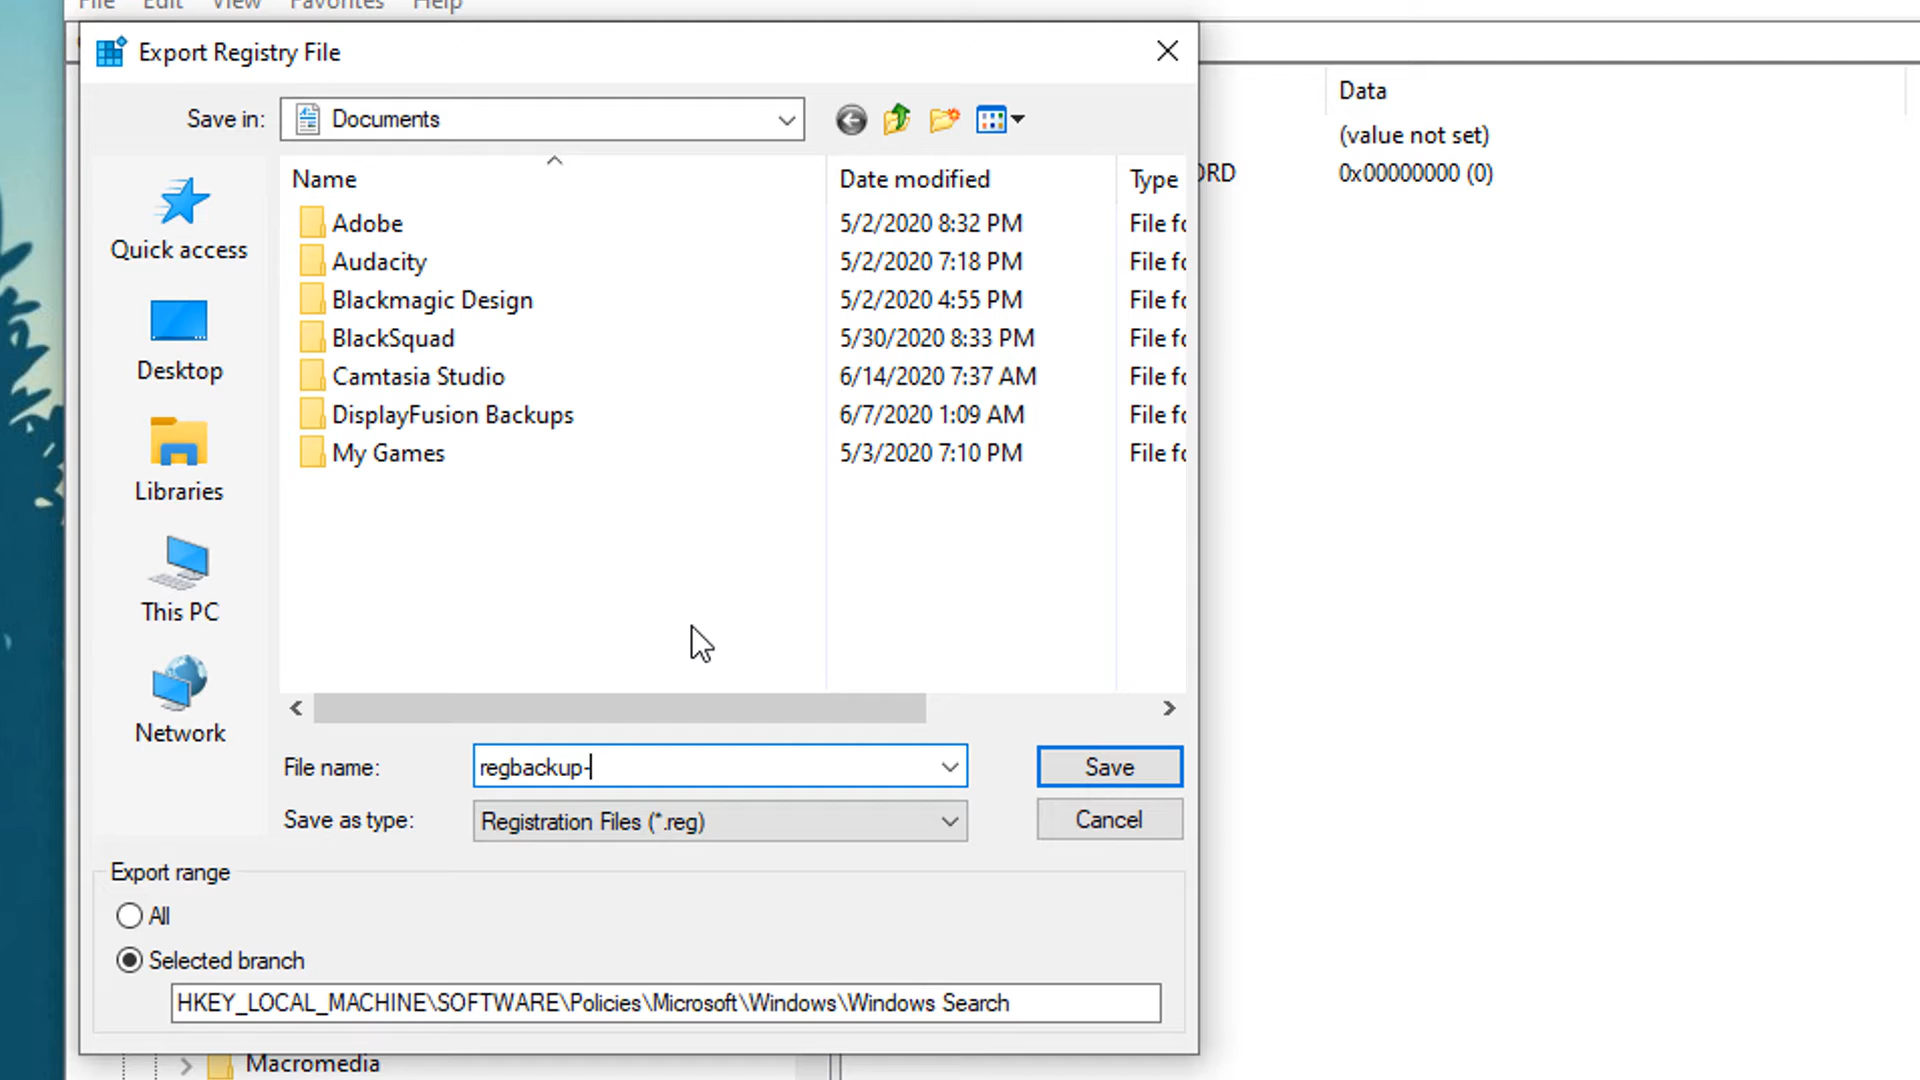 File Edit View Favorites Help
Export Registry File
Save in: Documents
Data
(value not set)
0x00000000 (0)
Name Date modified Type
Adobe 5/2/2020 8:32 PM
Audacity 5/2/2020 7:18 PM
Blackmagic Design 5/2/2020 4:55 PM
BlackSquad 5/30/2020 8:33 PM
Camtasia Studio 6/14/2020 7:37 AM
DisplayFusion Backups 6/7/2020 1:09 AM
My Games 5/3/2020 7:10 PM
Quick access
Desktop
Libraries
This PC
Network
File name: regbackup-
Save
Save as type: Registration Files (*.reg)
Cancel
Export range
All
Selected branch
HKEY_LOCAL_MACHINE\SOFTWARE\Policies\Microsoft\Windows\Windows Search
Macromedia